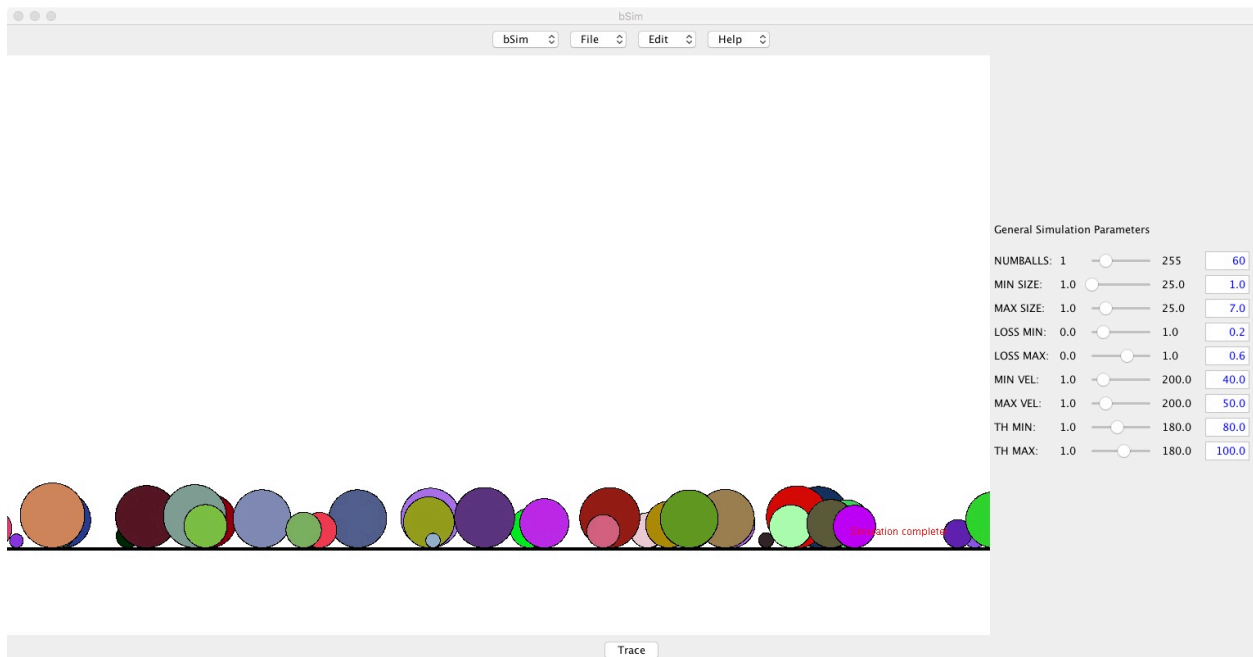 bSim
bSim File Edit Help
General Simulation Parameters
NUMBALLS: 1 255 60
MIN SIZE: 1.0 25.0 1.0
MAX SIZE: 1.0 25.0 7.0
LOSS MIN: 0.0 1.0 0.2
LOSS MAX: 0.0 1.0 0.6
MIN VEL: 1.0 200.0 40.0
MAX VEL: 1.0 200.0 50.0
TH MIN: 1.0 180.0 80.0
TH MAX: 1.0 180.0 100.0
Simulation complete
Trace